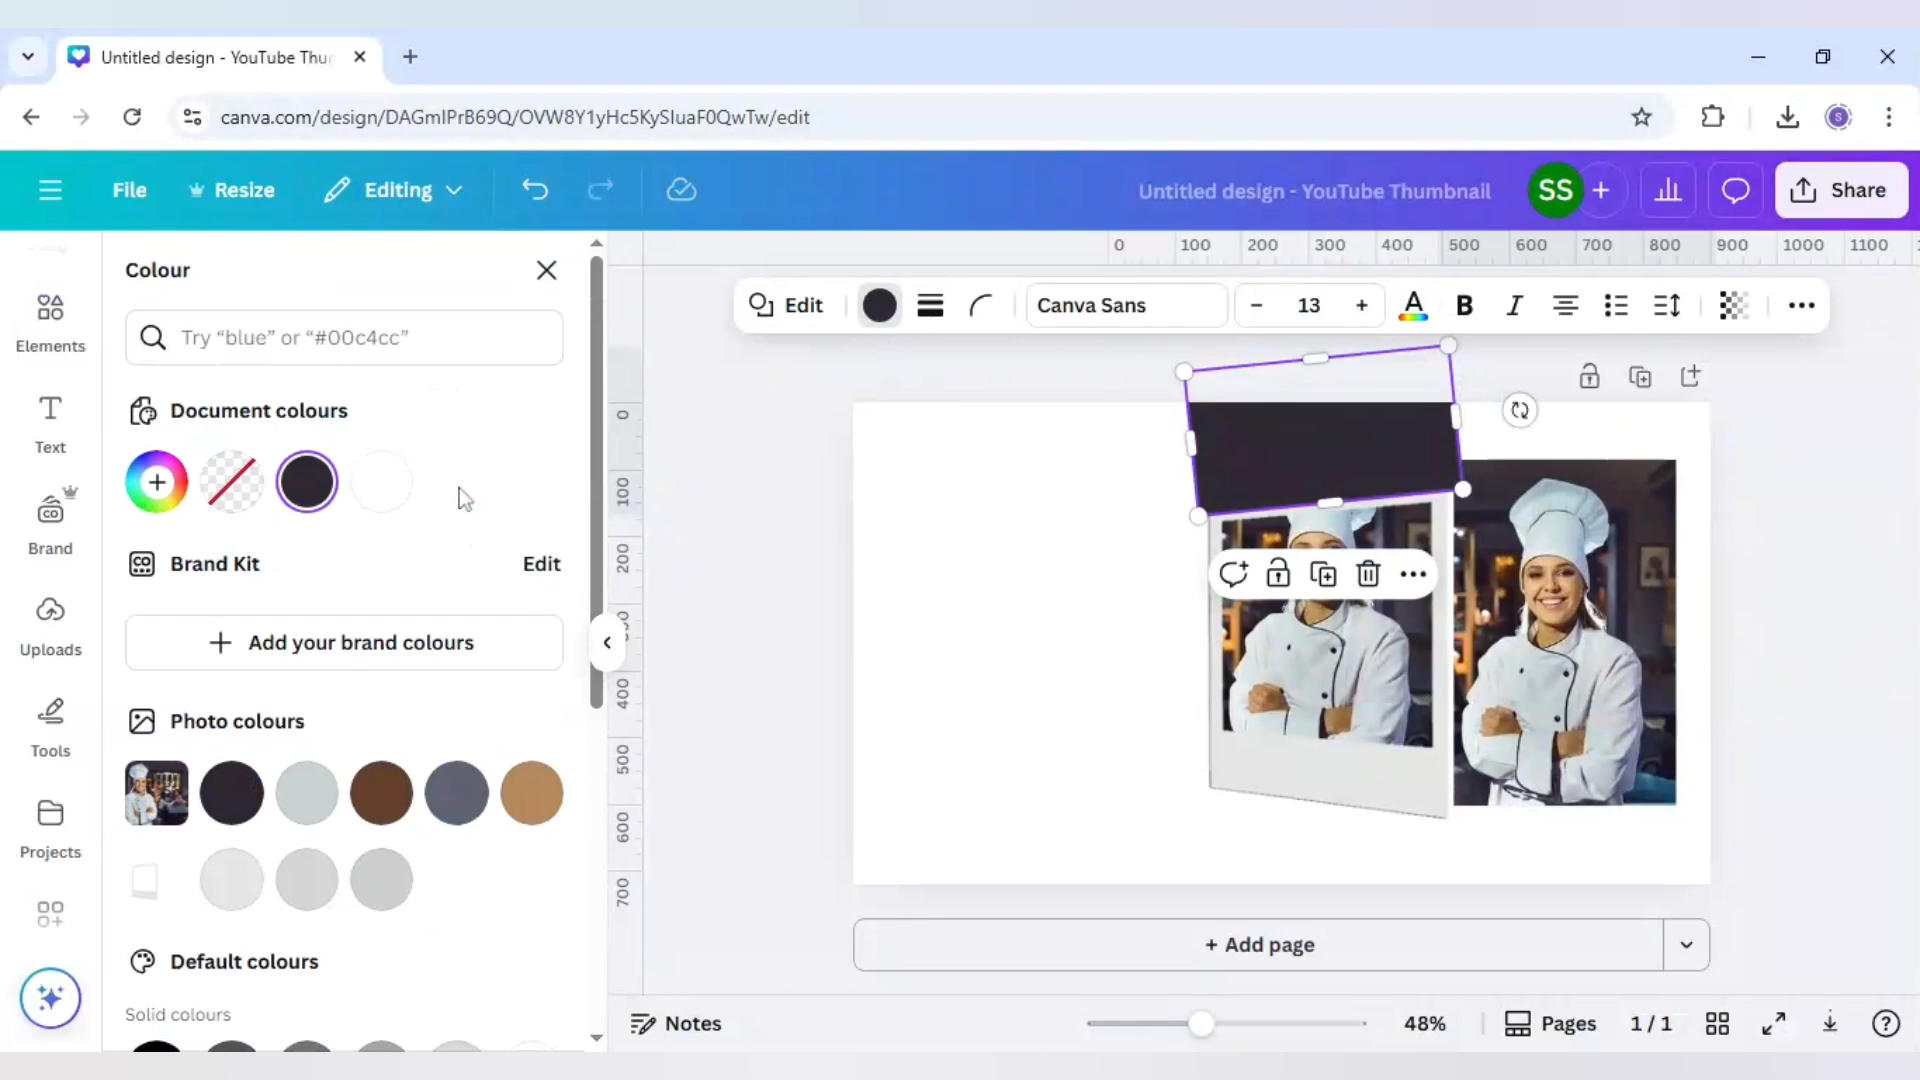 Untitled design - YouTube Thur
canva.com/design/DAGmlPrB69Q/OVW8Y1yHc5KySluaF0QwTw/edit
S
File
Resize
Editing
Untitled design - YouTube Thumbnail
SS
Share
Elements
Text
Brand
Uploads
Tools
Projects
Colour
Try “blue” or “#00c4cc”
Document colours
Brand Kit
Edit
Add your brand colours
Photo colours
Default colours
Solid colours
0 100 200 300 400 500 600 700 800 900 1000 1100
Edit
Canva Sans
13
A
B
I
0
100
200
400
500
600
700
+ Add page
Notes
48%
Pages
1 / 1